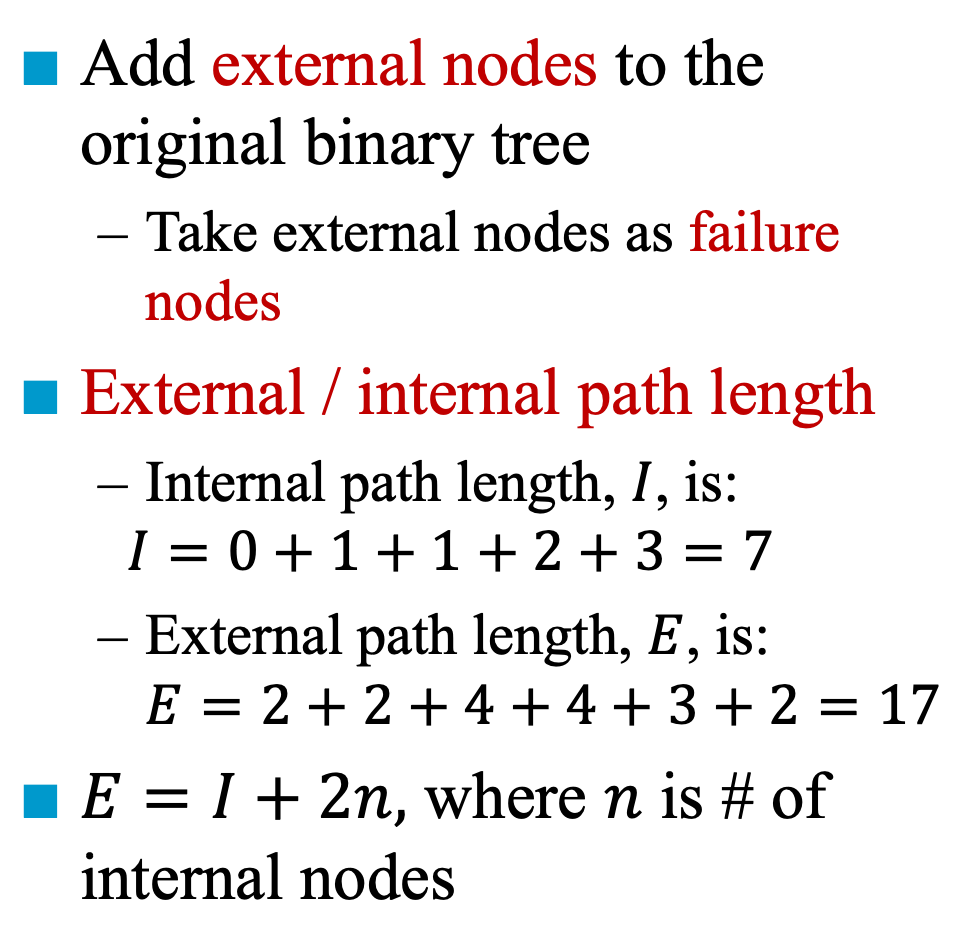 ■ Add external nodes to the
original binary tree
– Take external nodes as failure
nodes
■ External / internal path length
– Internal path length, I, is:
I = 0 + 1 + 1 + 2 + 3 = 7
– External path length, E, is:
E = 2 + 2 + 4 + 4 + 3 + 2 = 17
■ E = I + 2n, where n is # of
internal nodes